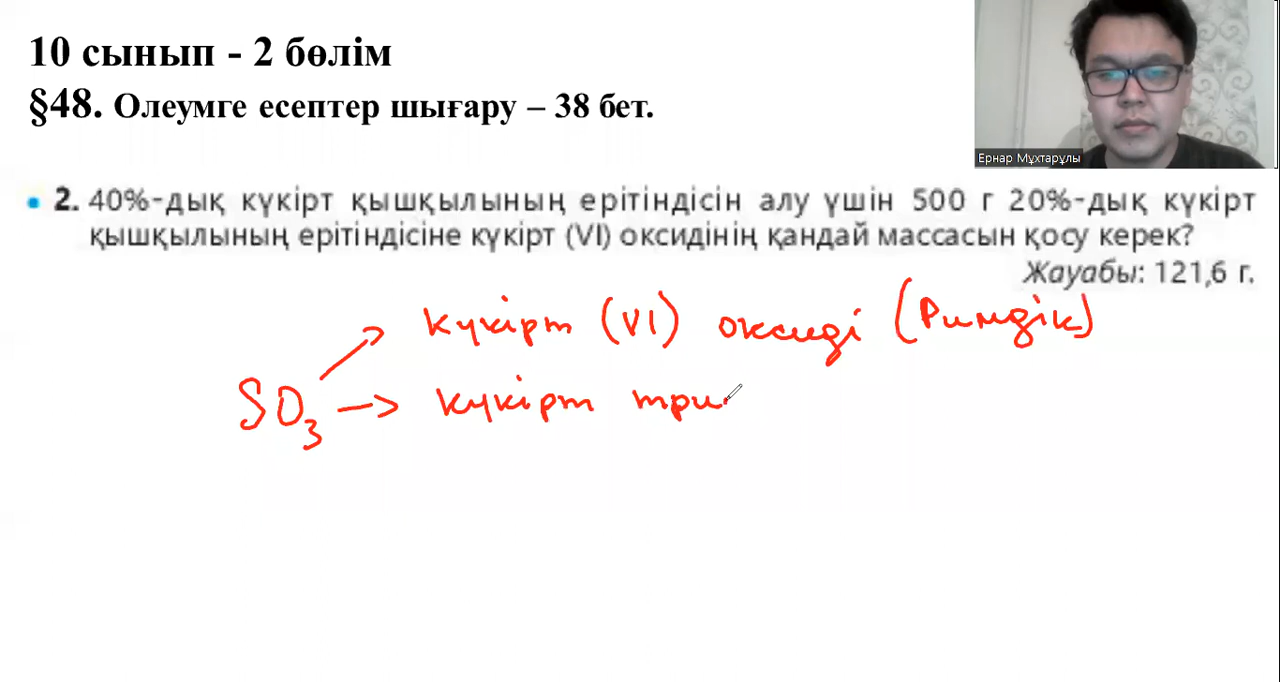 10 сынып - 2 бөлім
§48. Олеумге есептер шығару – 38 бет.
Ернар Мұхтарұлы
• 2. 40%-дық күкірт қышқылының ерітіндісін алу үшін 500 г 20%-дық күкірт
қышқылының ерітіндісіне күкірт (VI) оксидінің қандай массасын қосу керек?
Жауабы: 121,6 г.
күкірт (VI) оксиді (Римдік)
SO3 → күкірт три